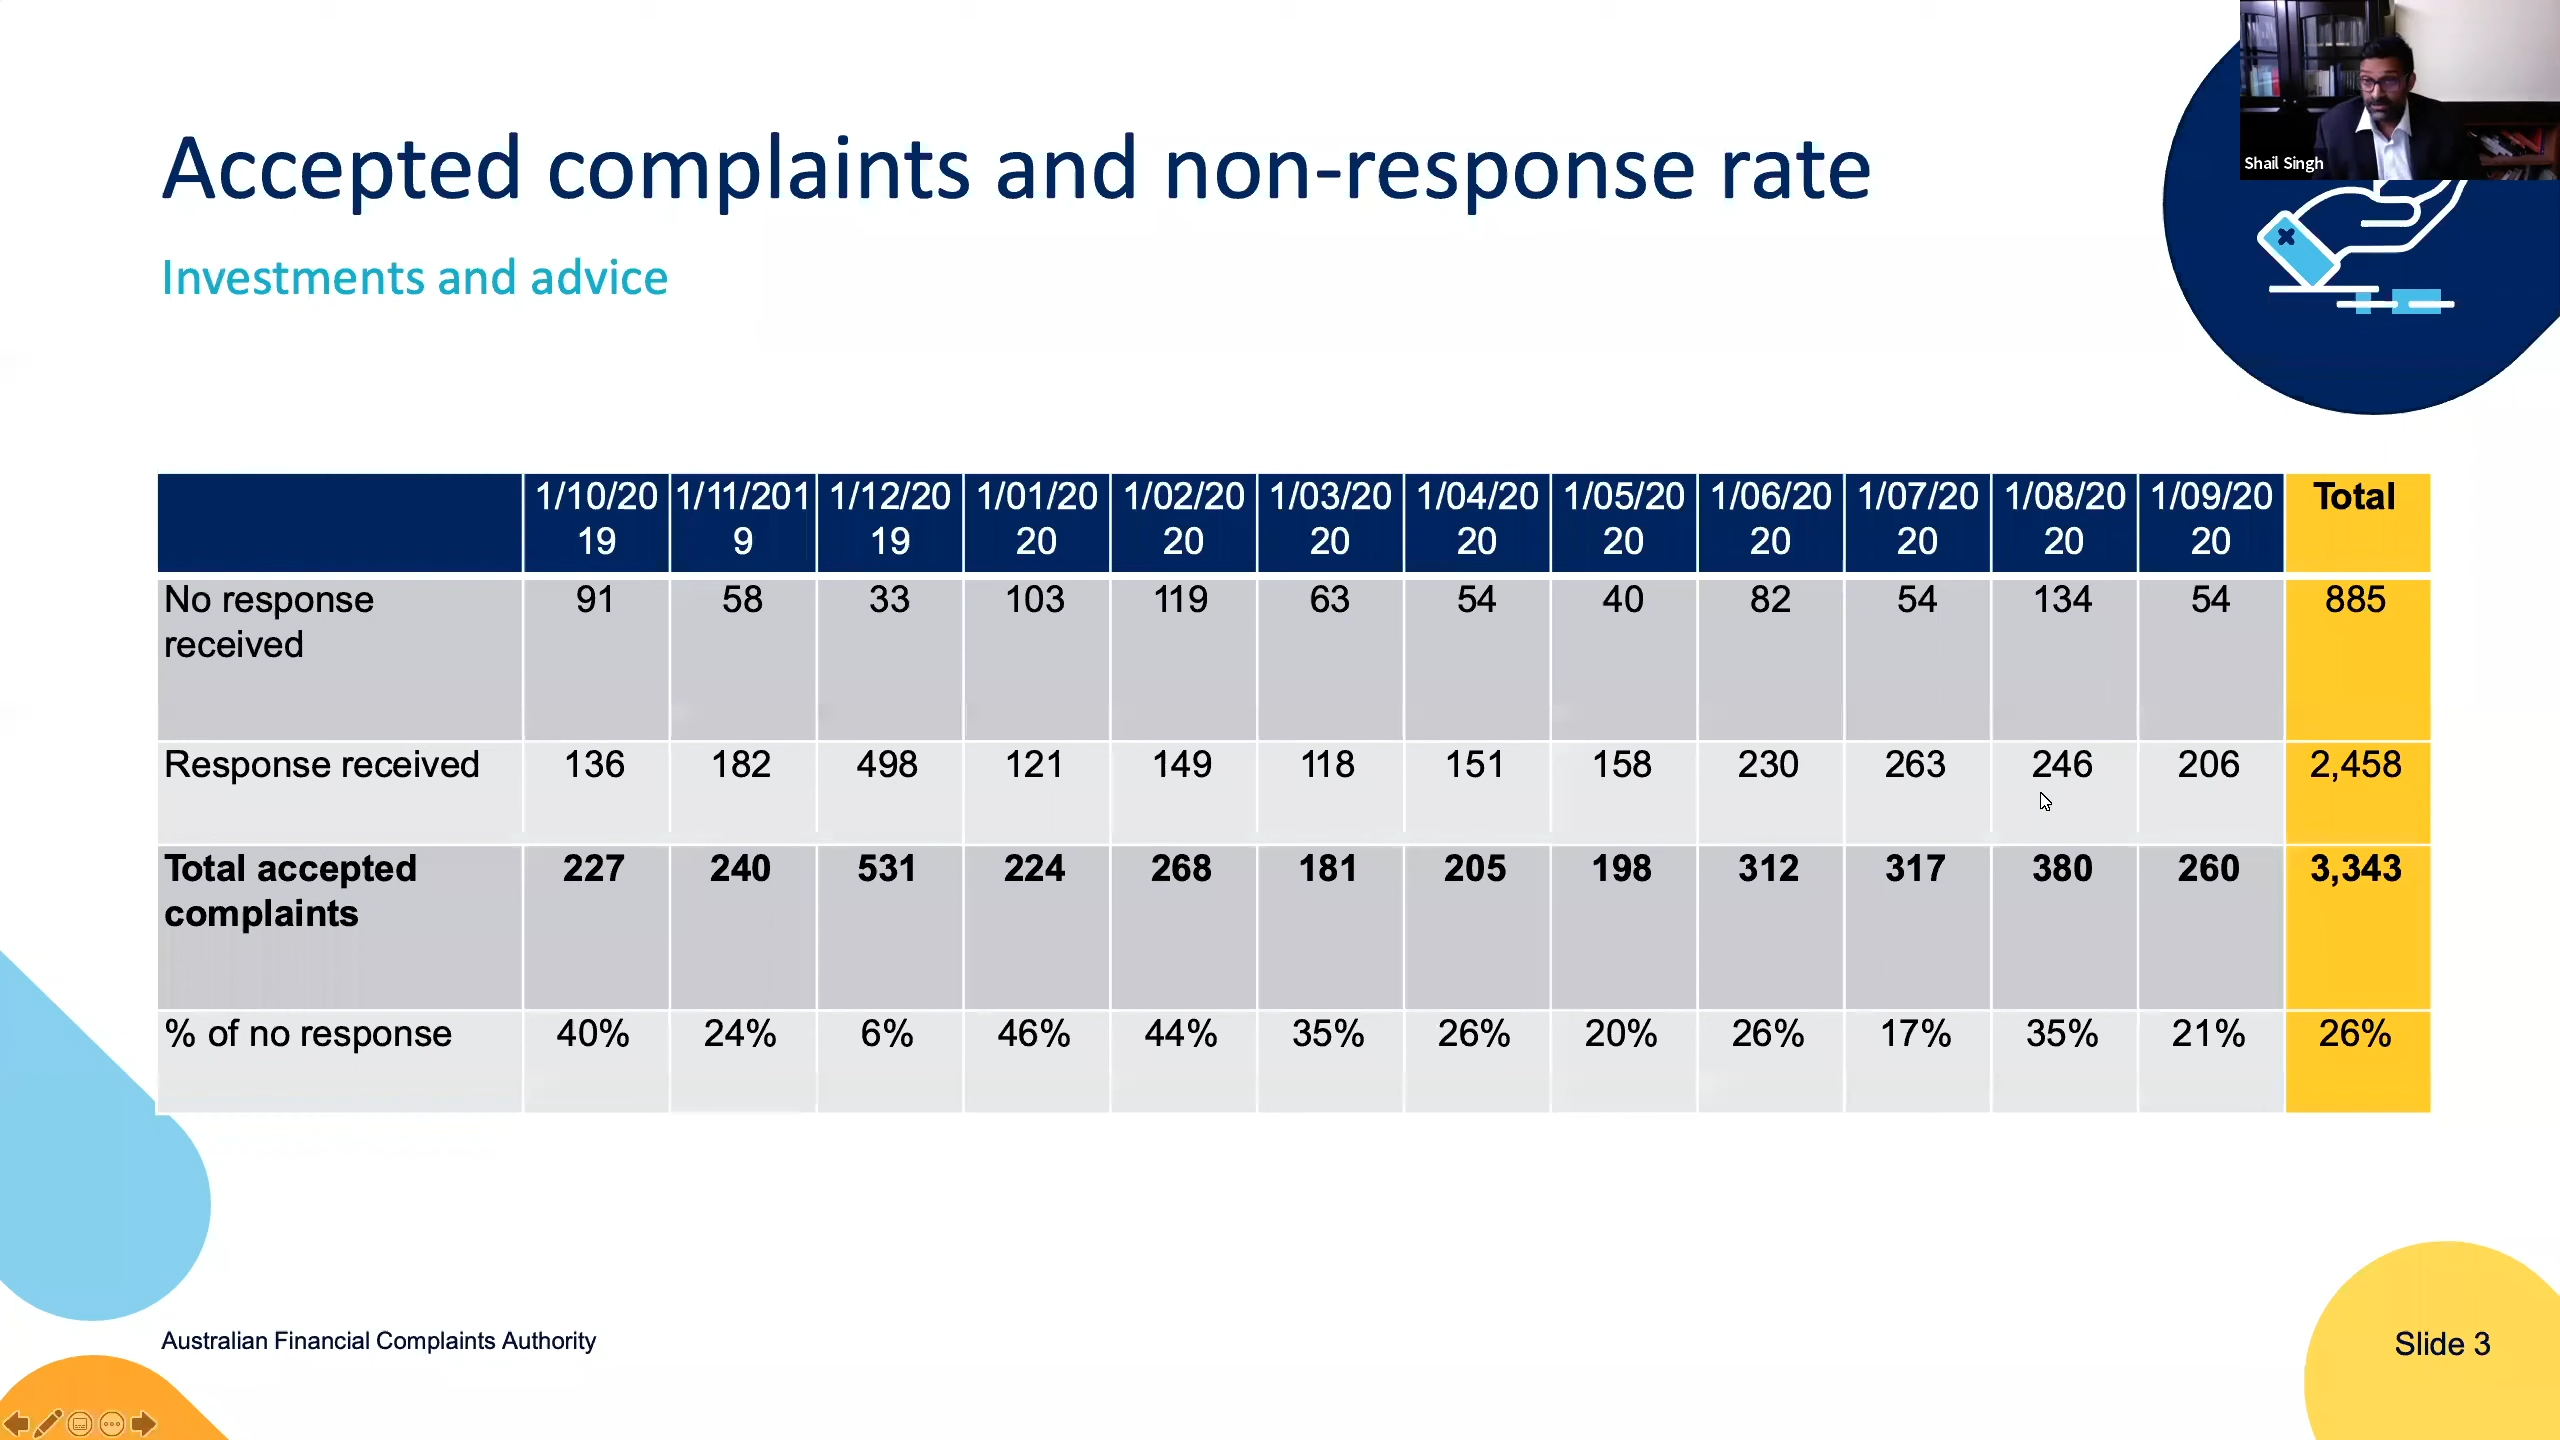 Shail Singh
Accepted complaints and non-response rate
Investments and advice
1/10/20 1/11/201 1/12/20 1/01/20 1/02/20 1/03/20 1/04/20 1/05/20 1/06/20 1/07/20 1/08/20 1/09/20 Total
19 9 19 20 20 20 20 20 20 20 20 20
No response 91 58 33 103 119 63 54 40 82 54 134 54 885
received
Response received 136 182 498 121 149 118 151 158 230 263 246 206 2,458
Total accepted 227 240 531 224 268 181 205 198 312 317 380 260 3,343
complaints
% of no response 40% 24% 6% 46% 44% 35% 26% 20% 26% 17% 35% 21% 26%
Australian Financial Complaints Authority
Slide 3